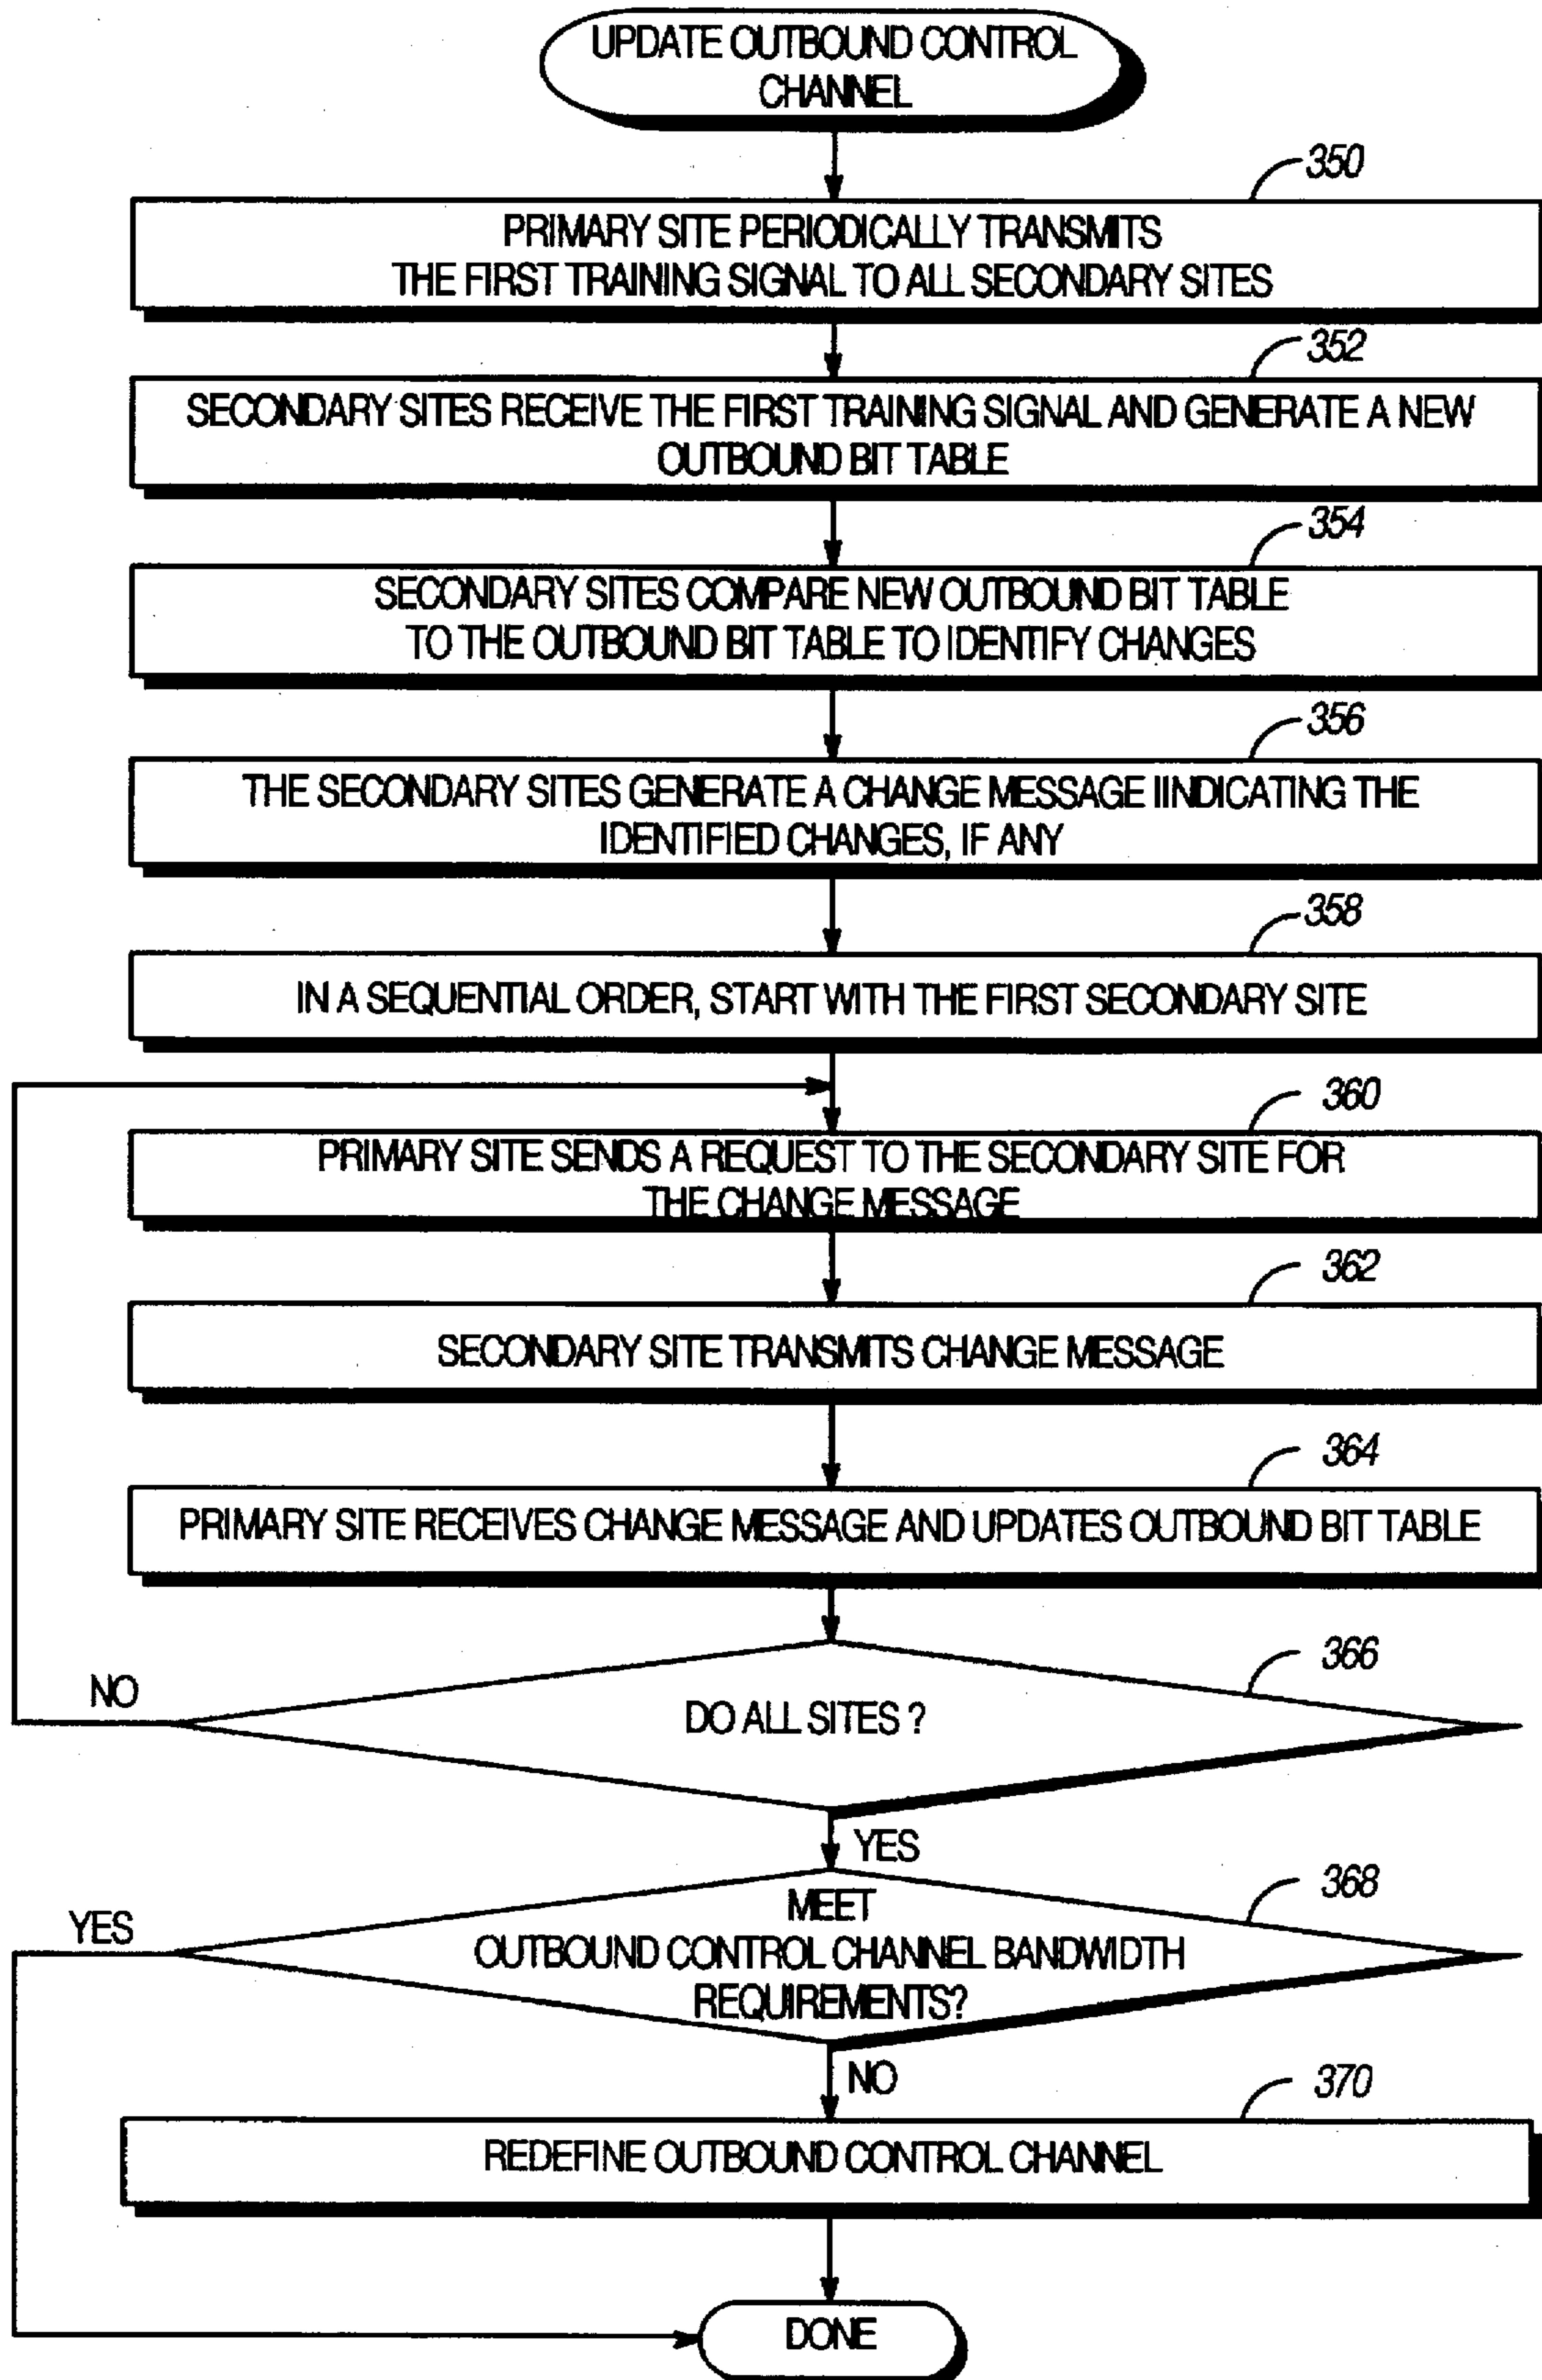 UPDATE OUTBOUND CONTROL
CHANNEL
350
PRIMARY SITE PERIODICALLY TRANSMITS
THE FIRST TRAINING SIGNAL TO ALL SECONDARY SITES
352
SECONDARY SITES RECEIVE THE FIRST TRAINING SIGNAL AND GENERATE A NEW
OUTBOUND BIT TABLE
354
SECONDARY SITES COMPARE NEW OUTBOUND BIT TABLE
TO THE OUTBOUND BIT TABLE TO IDENTIFY CHANGES
356
THE SECONDARY SITES GENERATE A CHANGE MESSAGE IINDICATING THE
IDENTIFIED CHANGES, IF ANY
358
IN A SEQUENTIAL ORDER, START WITH THE FIRST SECONDARY SITE
360
PRIMARY SITE SENDS A REQUEST TO THE SECONDARY SITE FOR
THE CHANGE MESSAGE
362
SECONDARY SITE TRANSMITS CHANGE MESSAGE
364
PRIMARY SITE RECEIVES CHANGE MESSAGE AND UPDATES OUTBOUND BIT TABLE
366
NO
DO ALL SITES ?
YES
368
YES
MEET
OUTBOUND CONTROL CHANNEL BANDWIDTH
REQUIREMENTS?
NO
370
REDEFINE OUTBOUND CONTROL CHANNEL
DONE